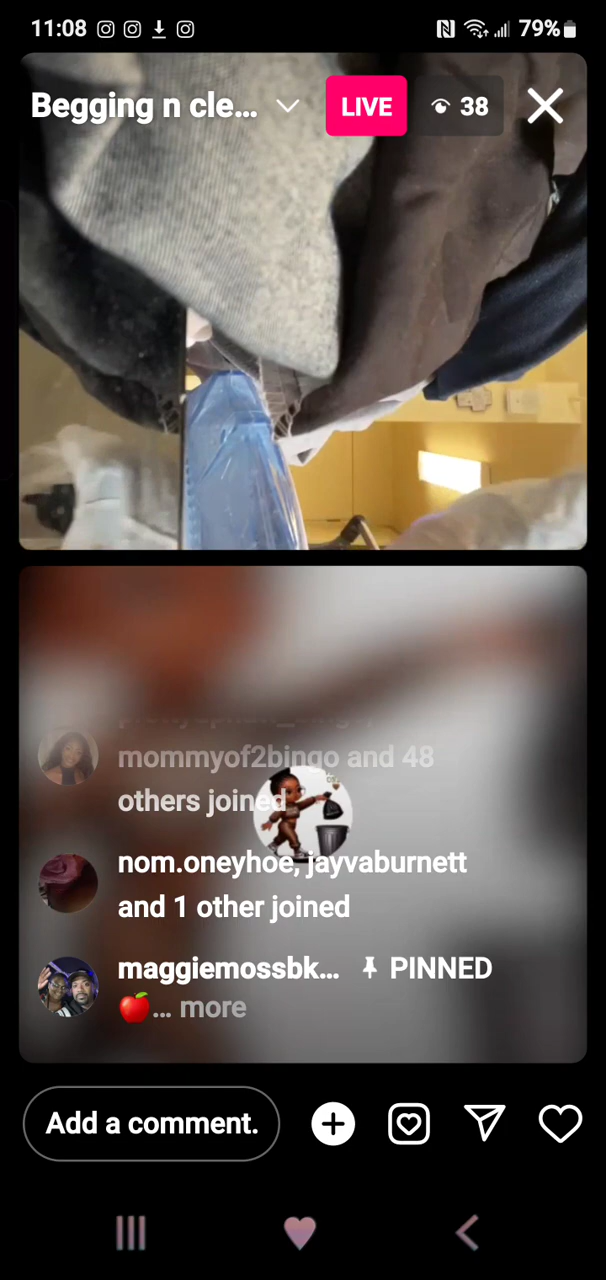 11:08
79%
Begging n cle...
LIVE
38
mommyof2bingo and 48
others joined
nom.oneyhoe, jayvaburnett
and 1 other joined
maggiemossbk... PINNED
🍎... more
Add a comment.